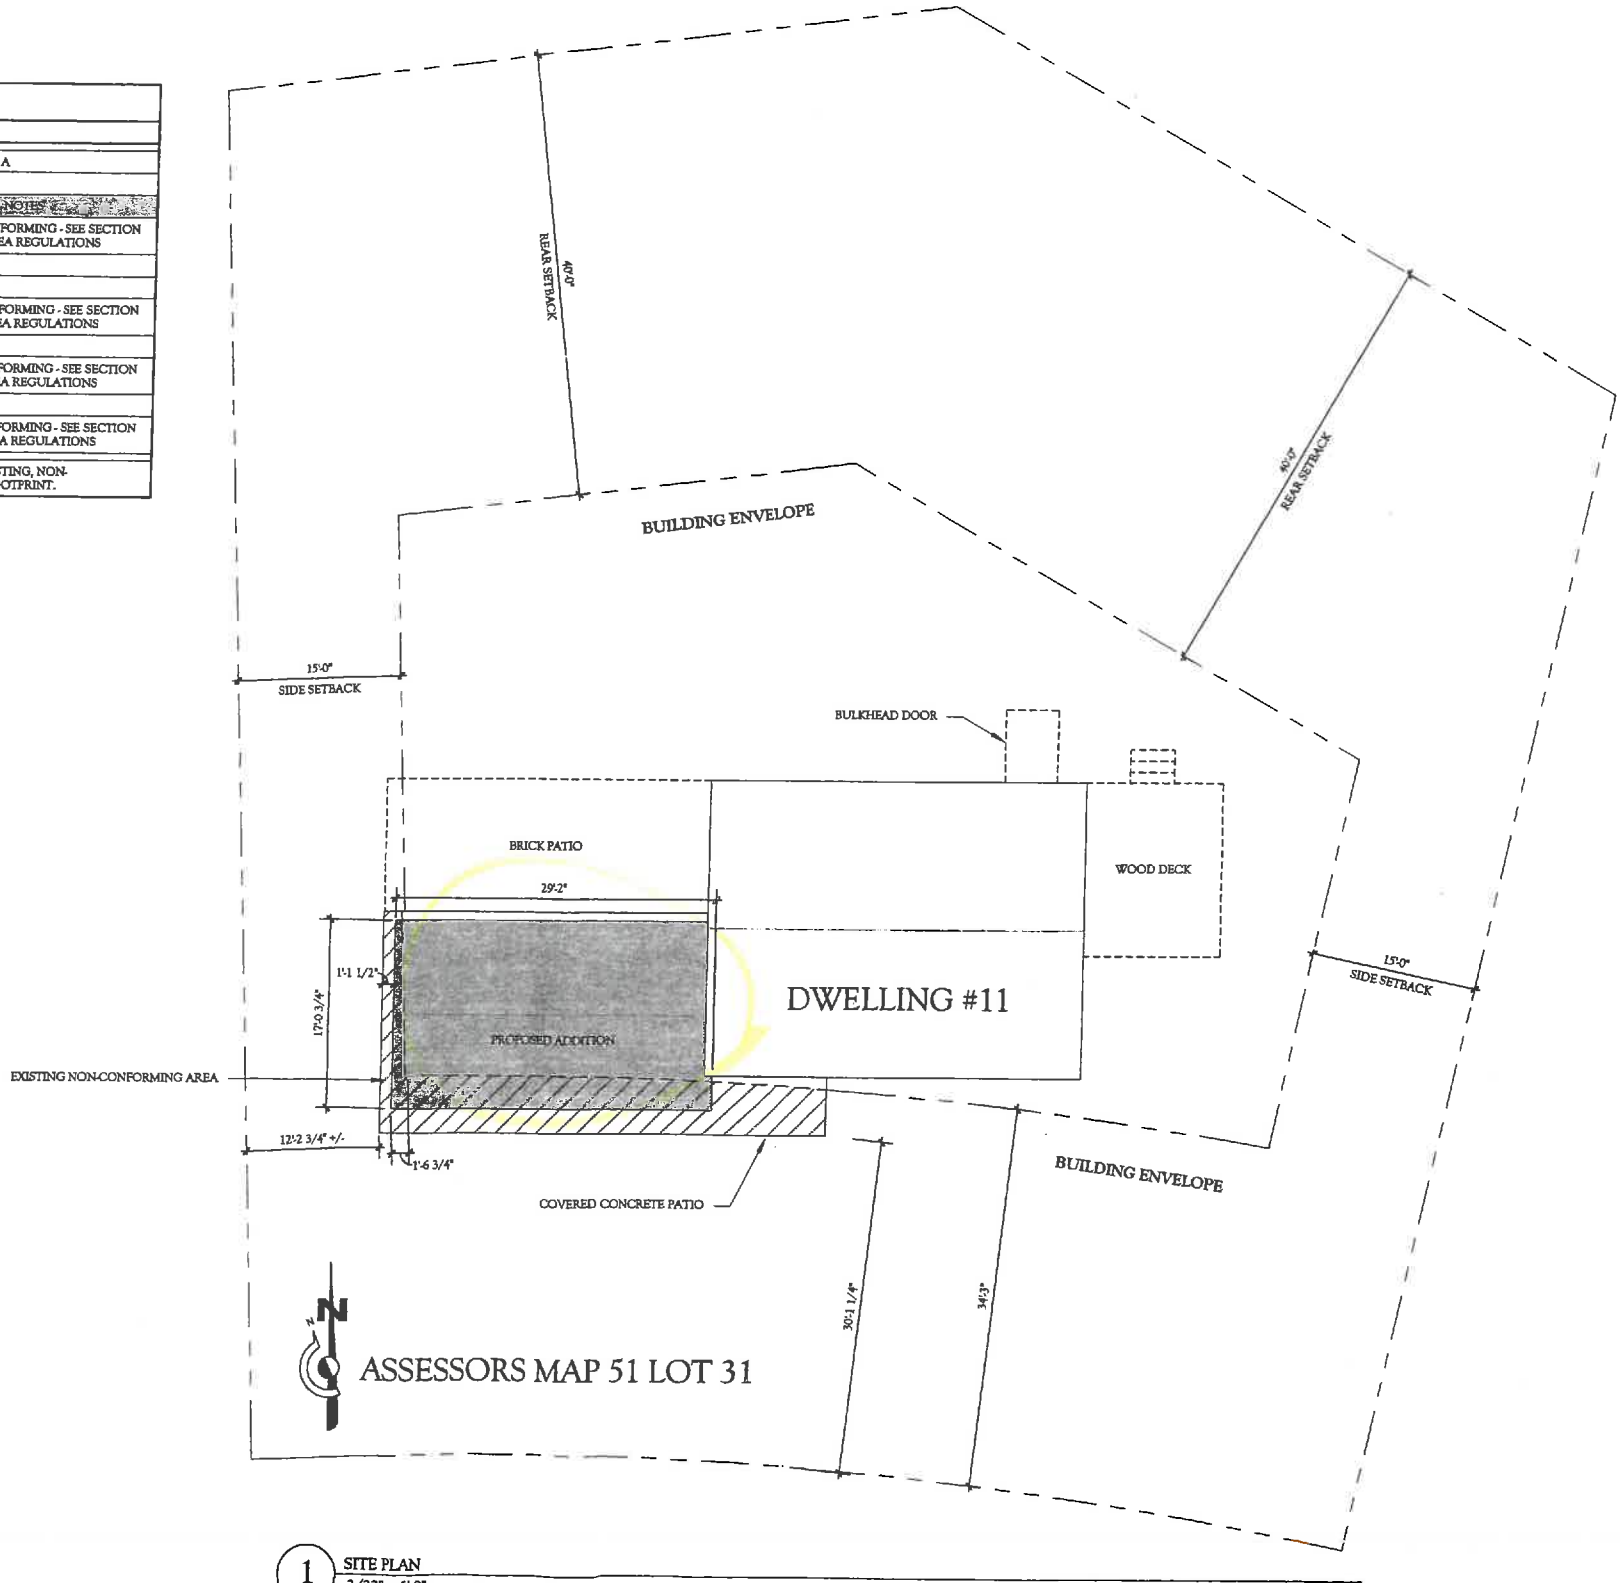 A
NOTES
FORMING - SEE SECTION
EA REGULATIONS
FORMING - SEE SECTION
EA REGULATIONS
FORMING - SEE SECTION
A REGULATIONS
FORMING - SEE SECTION
A REGULATIONS
STING, NON-
OTPRINT.
40'-0"
REAR SETBACK
40'-0"
REAR SETBACK
BUILDING ENVELOPE
15'-0"
SIDE SETBACK
BULKHEAD DOOR
BRICK PATIO
WOOD DECK
29'-2"
15'-0"
SIDE SETBACK
1'-1 1/2"
17'-0 3/4"
DWELLING #11
PROPOSED ADDITION
EXISTING NON-CONFORMING AREA
12'-2 3/4" +/-
1'-6 3/4"
BUILDING ENVELOPE
COVERED CONCRETE PATIO
30'-1 1/4"
34'-3"
N
N
ASSESSORS MAP 51 LOT 31
1
SITE PLAN